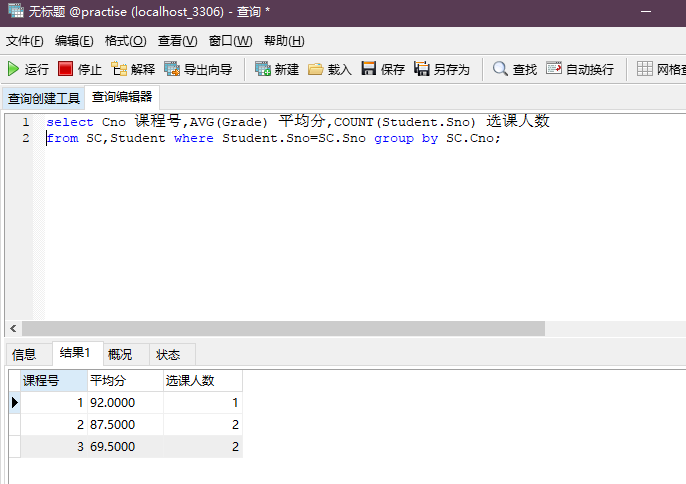 无标题 @practise (localhost_3306) - 查询 *
文件(F) 编辑(E) 格式(O) 查看(V) 窗口(W) 帮助(H)
运行 停止 解释 导出向导 新建 载入 保存 另存为 查找 自动换行 网格查
查询创建工具 查询编辑器
1 select Cno 课程号,AVG(Grade) 平均分,COUNT(Student.Sno) 选课人数
2 from SC,Student where Student.Sno=SC.Sno group by SC.Cno;
信息 结果1 概况 状态
课程号 平均分 选课人数
1 92.0000 1
2 87.5000 2
3 69.5000 2